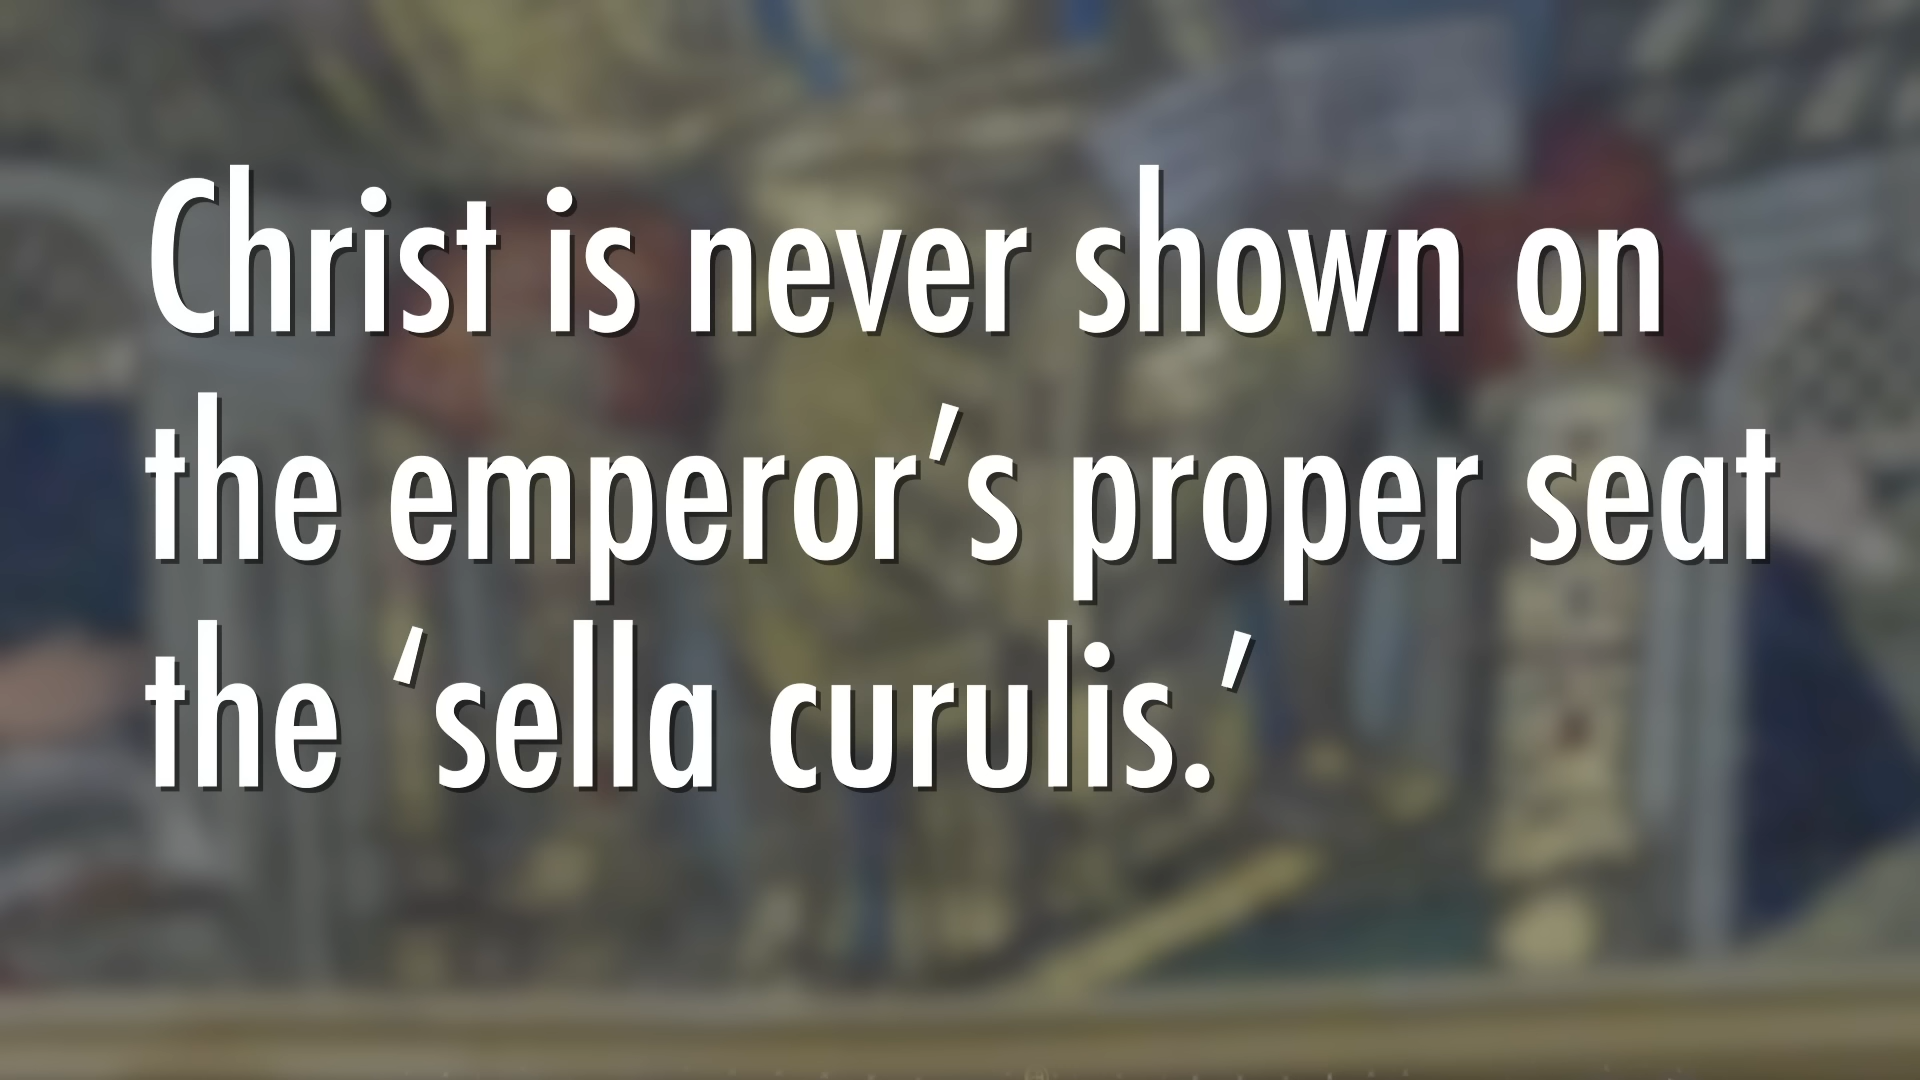 Christ is never shown on
the emperor’s proper seat
the ‘sella curulis.’